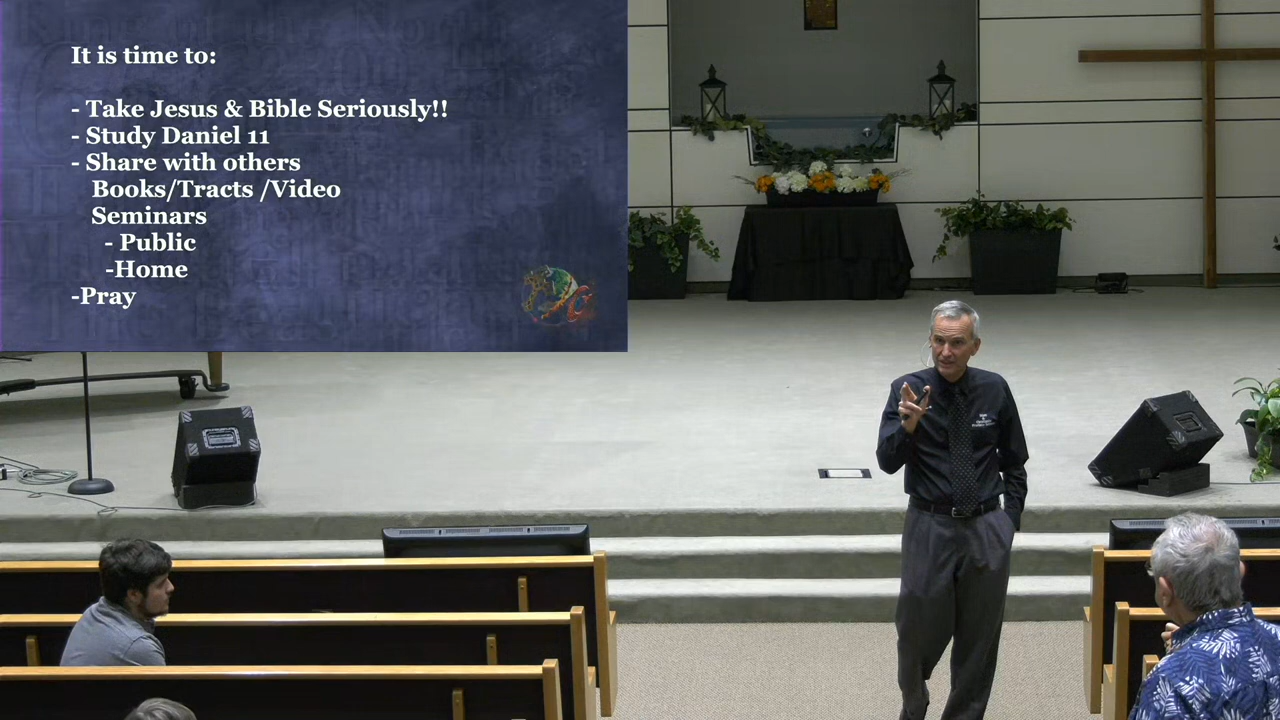 It is time to:
- Take Jesus & Bible Seriously!!
- Study Daniel 11
- Share with others
Books/Tracts /Video
Seminars
- Public
-Home
-Pray